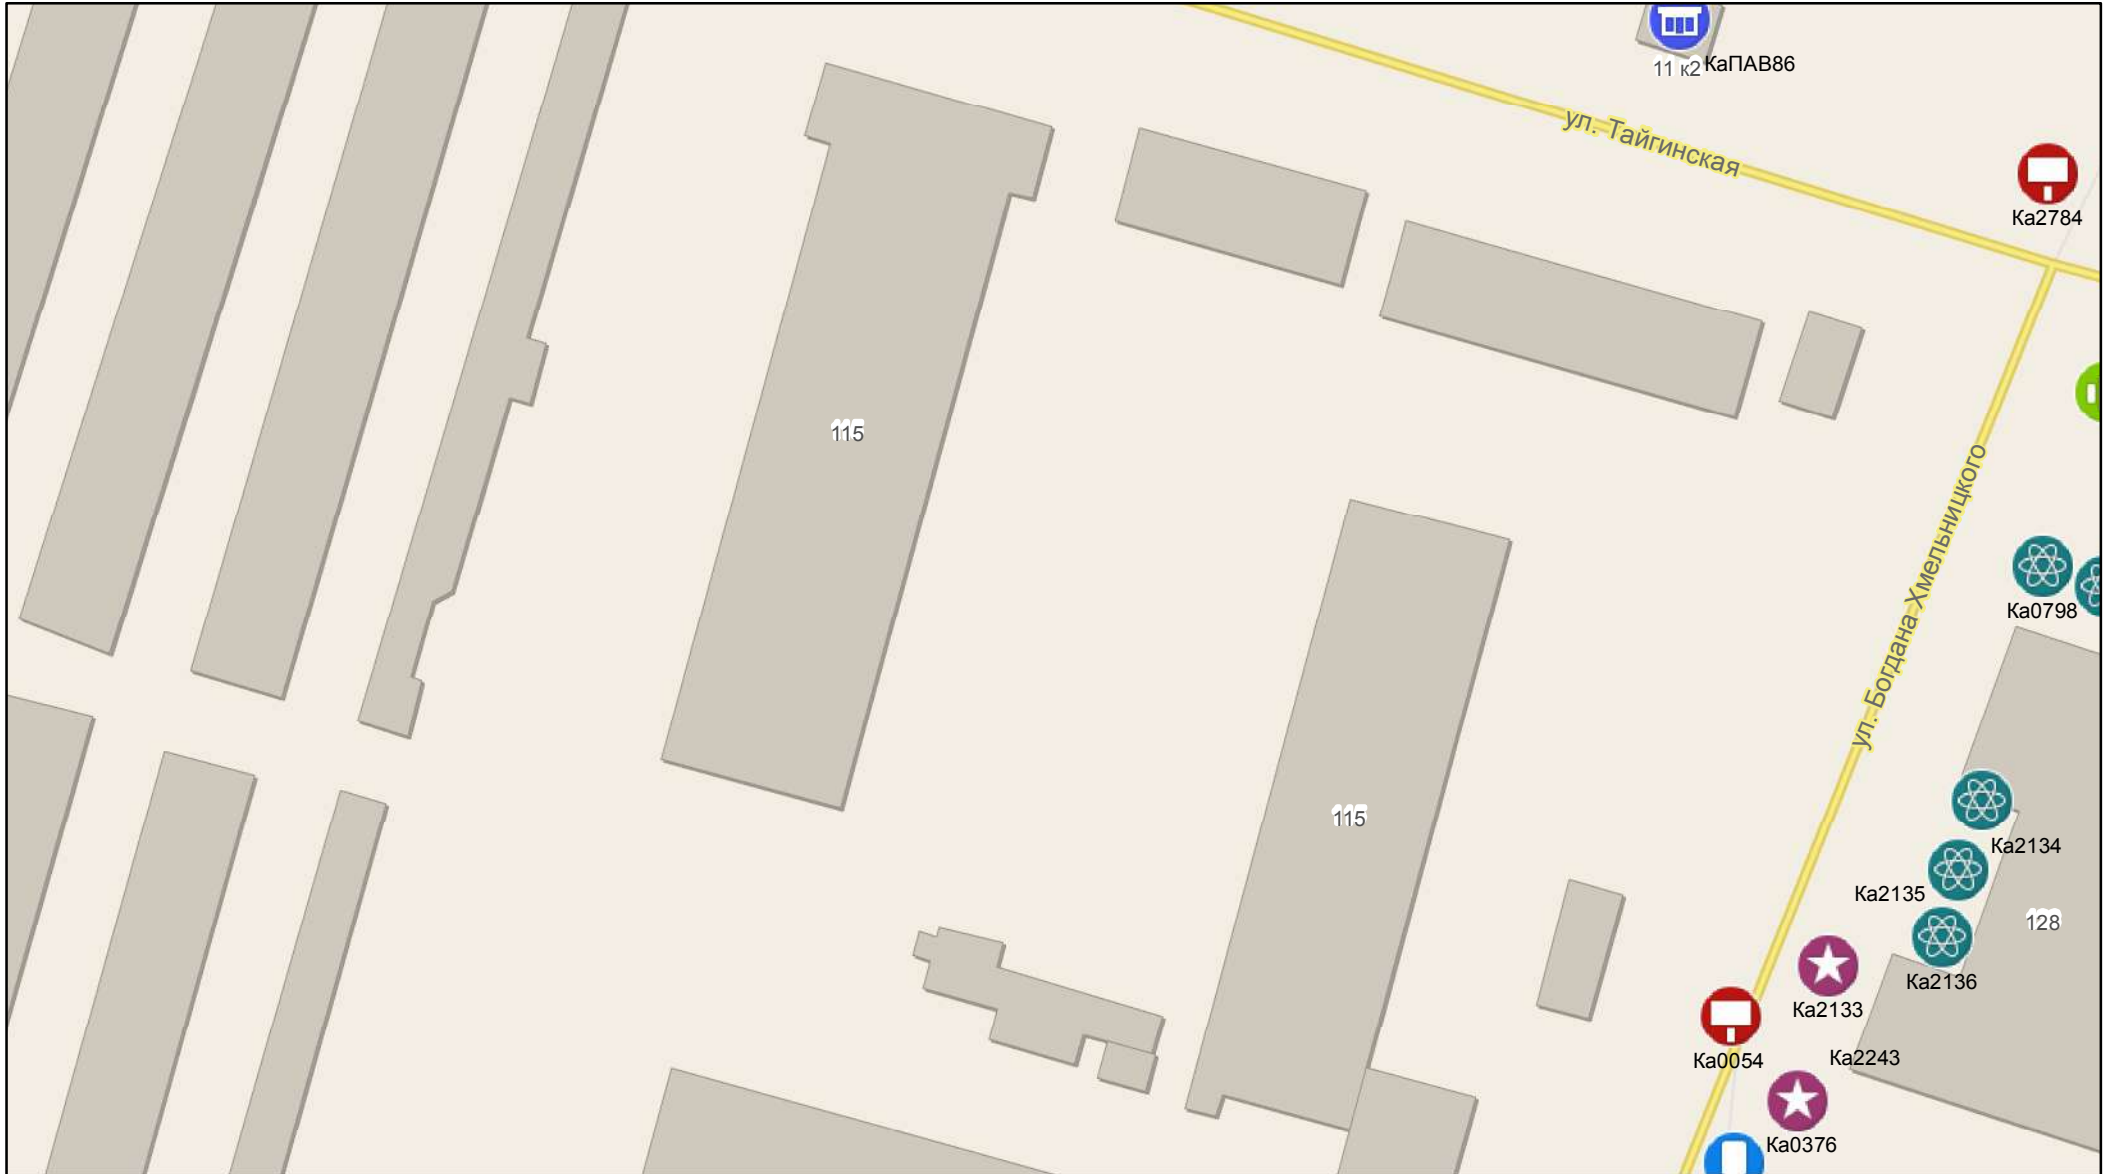 11 к2
КаПАВ86
ул. Тайгинская
Ка2784
115
ул. Богдана Хмельницкого
Ка0798
115
Ка2134
Ка2135
128
Ка2136
Ка2133
Ка0054
Ка2243
Ка0376